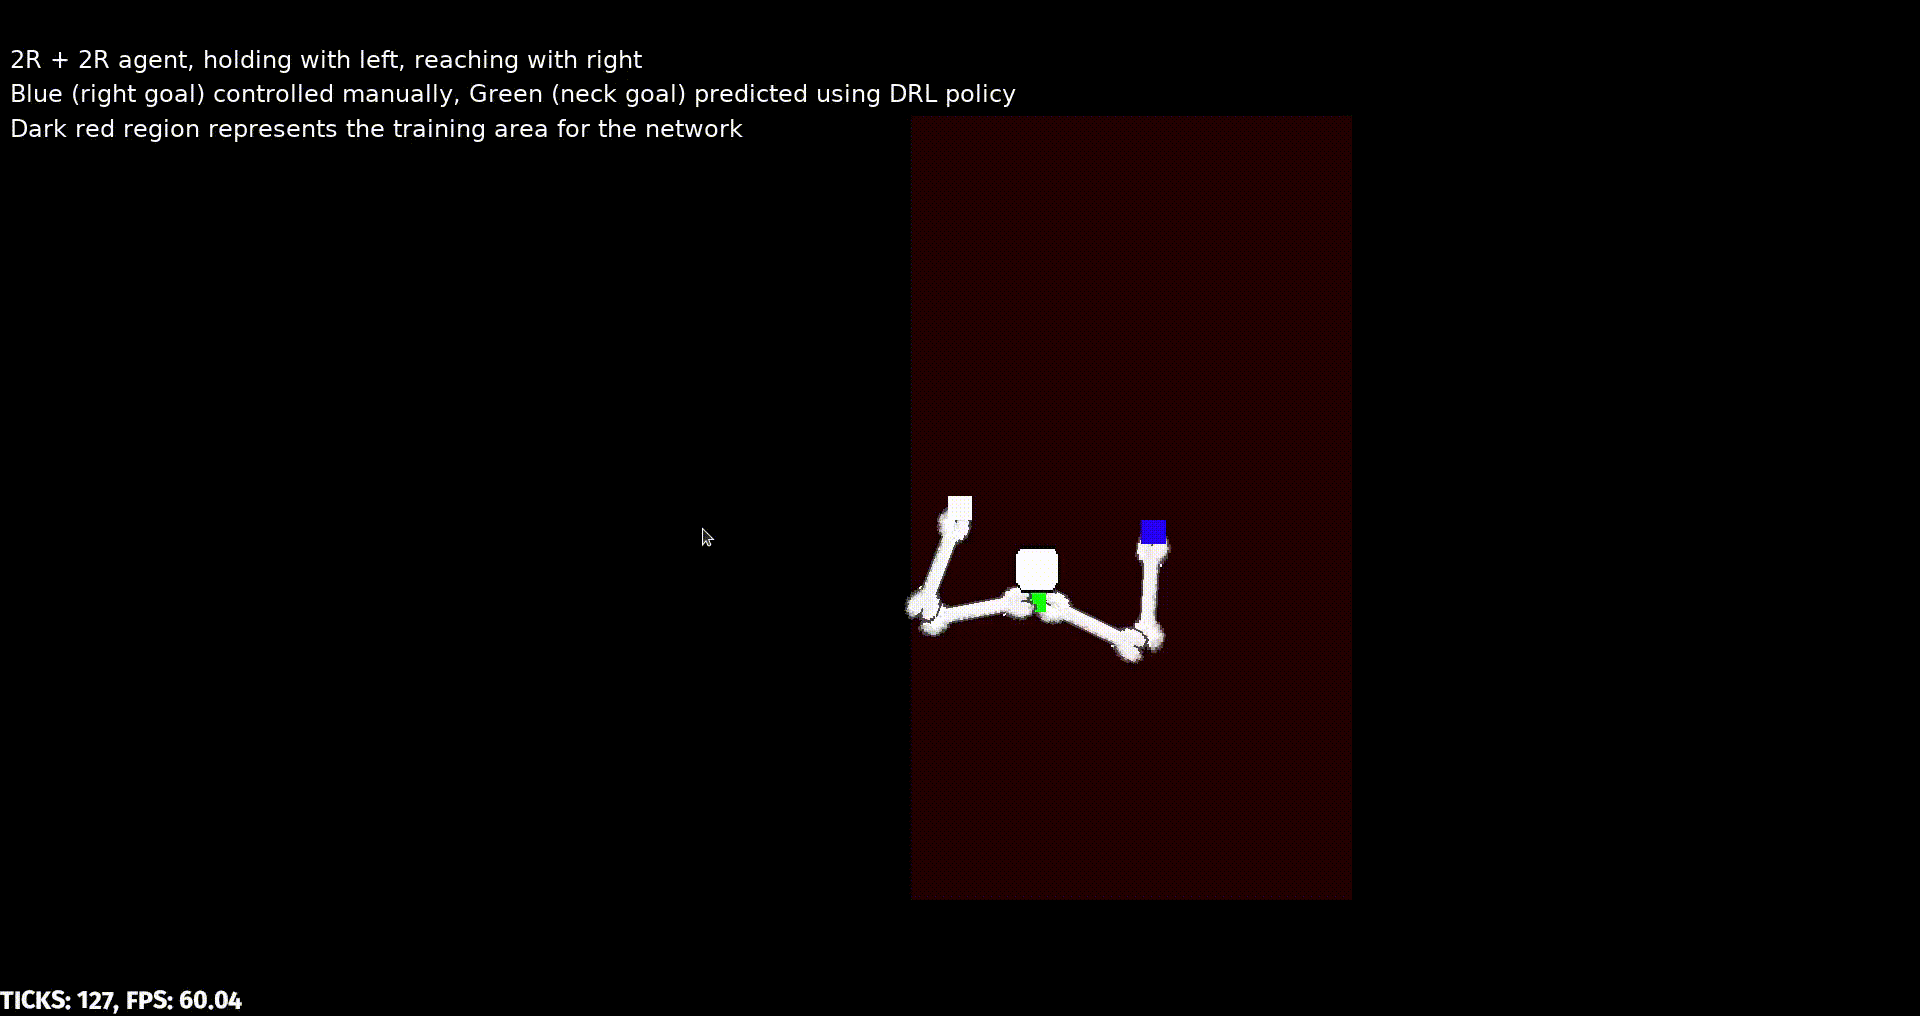 2R + 2R agent, holding with left, reaching with right
Blue (right goal) controlled manually, Green (neck goal) predicted using DRL policy
Dark red region represents the training area for the network
TICKS: 127, FPS: 60.04